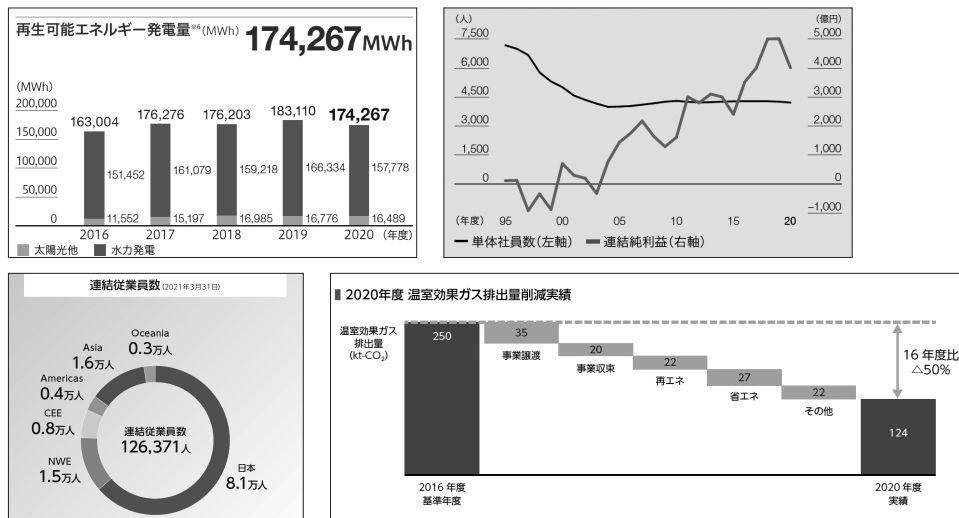 再生可能エネルギー発電量※6(MWh) 174,267MWh
(MWh)
200,000
150,000
100,000
50,000
0
163,004
176,276
176,203
183,110
174,267
151,452
161,079
159,218
166,334
157,778
11,552
15,197
16,985
16,776
16,489
2016 2017 2018 2019 2020 (年度)
太陽光他 水力発電
(人)
7,500
6,000
4,500
3,000
1,500
0
(億円)
5,000
4,000
3,000
2,000
1,000
0
−1,000
(年度) 95 00 05 10 15 20
単体社員数(左軸) 連結純利益(右軸)
連結従業員数 (2021年3月31日)
Oceania
0.3万人
Asia
1.6万人
Americas
0.4万人
CEE
0.8万人
NWE
1.5万人
連結従業員数
126,371人
日本
8.1万人
2020年度 温室効果ガス排出量削減実績
温室効果ガス
排出量
(kt-CO₂)
250
35
事業譲渡
20
事業収束
22
再エネ
27
省エネ
22
その他
16 年度比
△50%
124
2016 年度
基準年度
2020 年度
実績